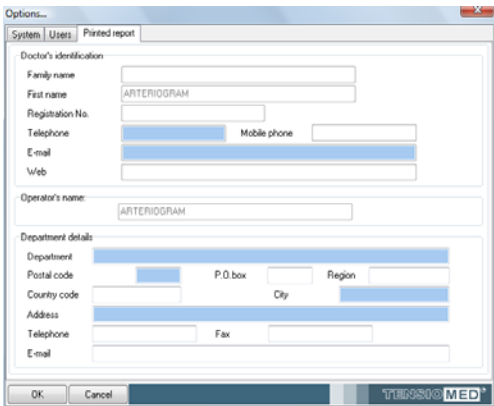 Options...
System Users Printed report
Doctor's identification
Family name
First name ARTERIOGRAM
Registration No.
Telephone Mobile phone
E-mail
Web
Operator's name:
ARTERIOGRAM
Department details
Department
Postal code P.O.box Region
Country code City
Address
Telephone Fax
E-mail
OK Cancel TENSIOMED